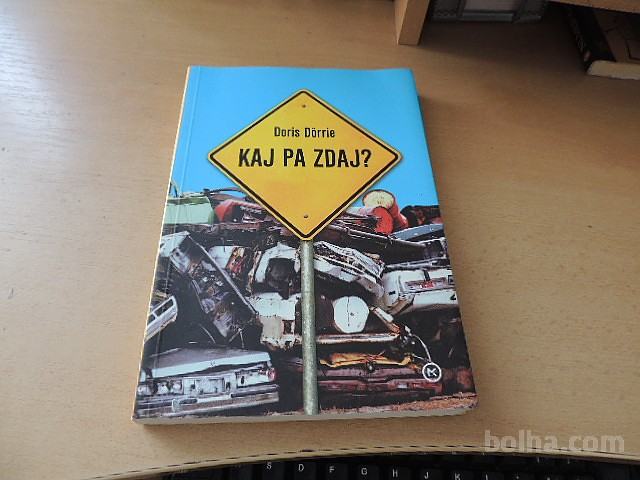 Doris Dörrie
KAJ PA ZDAJ?
bolha.com
S D F G H J K L